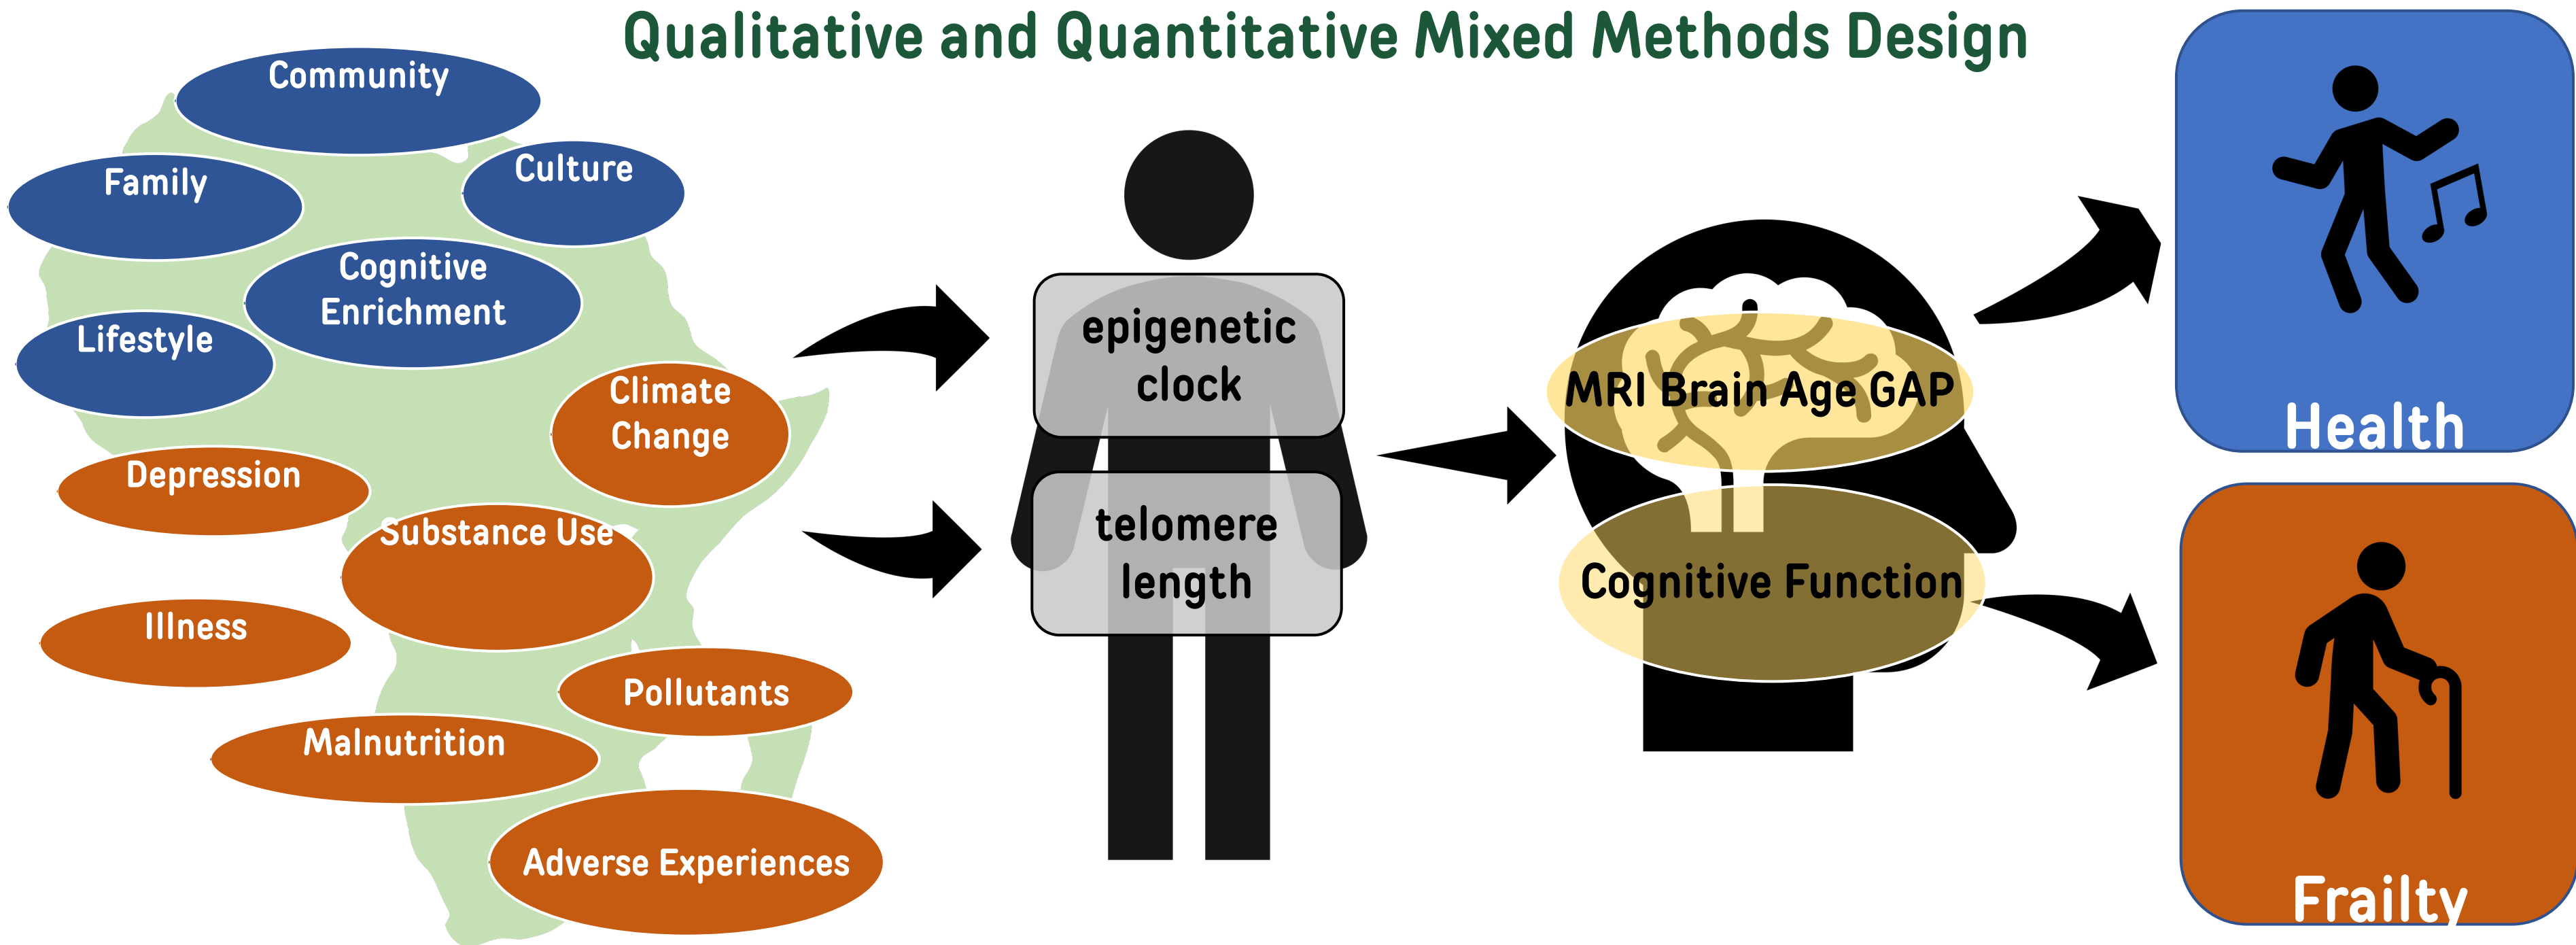 Qualitative and Quantitative Mixed Methods Design
Community
Family
Culture
Cognitive
Enrichment
Lifestyle
Climate
Change
Depression
Substance Use
Illness
Pollutants
Malnutrition
Adverse Experiences
epigenetic
clock
telomere
length
MRI Brain Age GAP
Cognitive Function
Health
Frailty